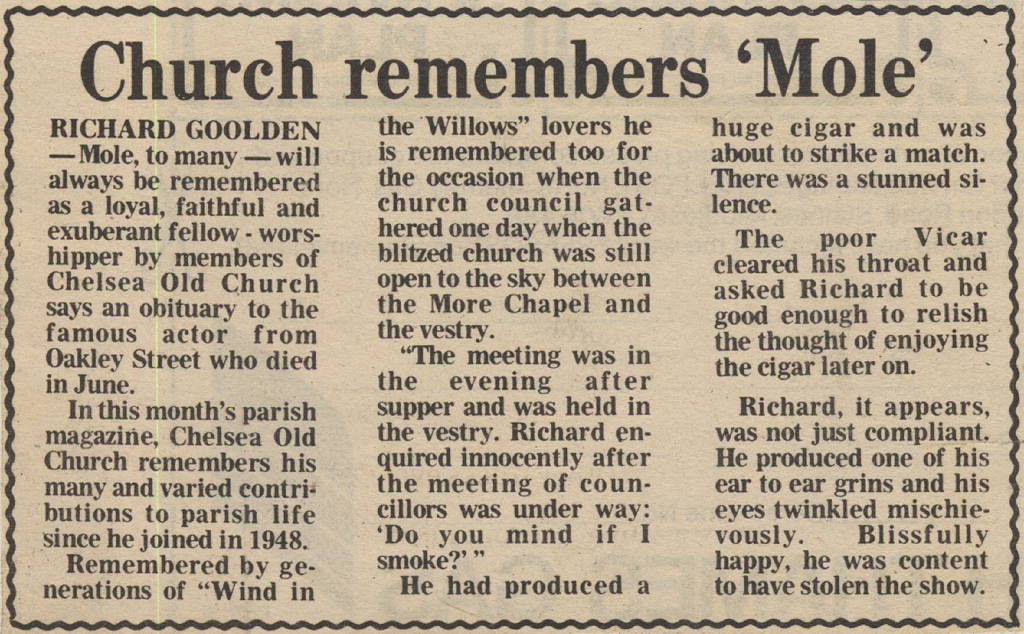 Church remembers 'Mole'
RICHARD GOOLDEN
— Mole, to many — will
always be remembered
as a loyal, faithful and
exuberant fellow - wors-
hipper by members of
Chelsea Old Church
says an obituary to the
famous actor from
Oakley Street who died
in June.
In this month's parish
magazine, Chelsea Old
Church remembers his
many and varied contri-
butions to parish life
since he joined in 1948.
Remembered by ge-
nerations of "Wind in
the Willows" lovers he
is remembered too for
the occasion when the
church council gat-
hered one day when the
blitzed church was still
open to the sky between
the More Chapel and
the vestry.
"The meeting was in
the evening after
supper and was held in
the vestry. Richard en-
quired innocently after
the meeting of coun-
cillors was under way:
'Do you mind if I
smoke?' "
He had produced a
huge cigar and was
about to strike a match.
There was a stunned si-
lence.
The poor Vicar
cleared his throat and
asked Richard to be
good enough to relish
the thought of enjoying
the cigar later on.
Richard, it appears,
was not just compliant.
He produced one of his
ear to ear grins and his
eyes twinkled mischie-
vously. Blissfully
happy, he was content
to have stolen the show.